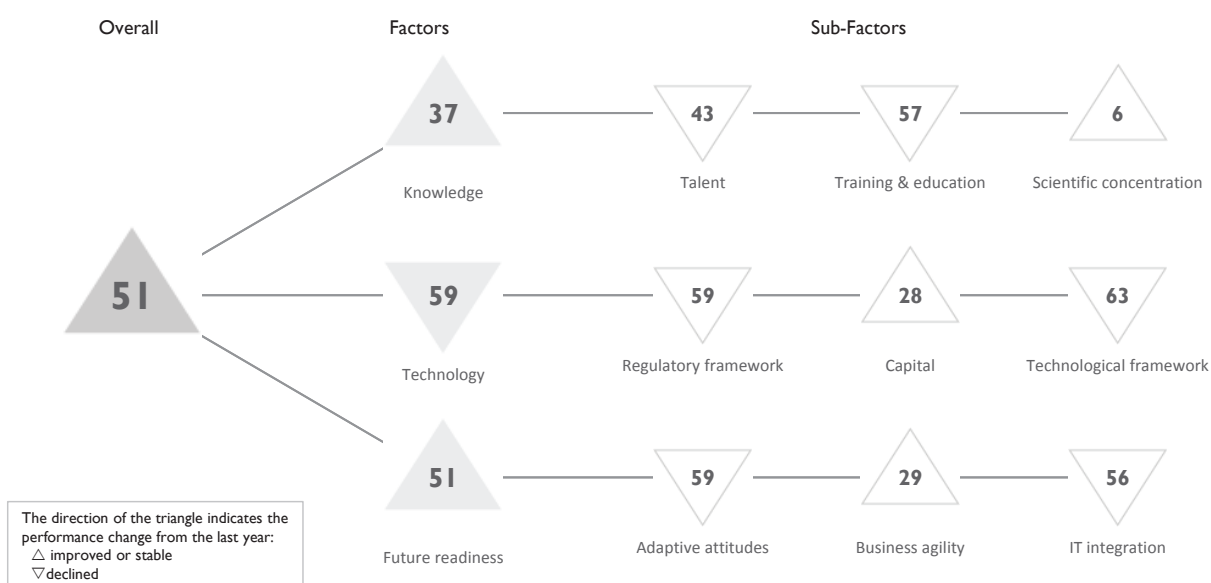 Overall Factors Sub-Factors
37 43 57 6
Knowledge Talent Training & education Scientific concentration
51
59 59 28 63
Technology Regulatory framework Capital Technological framework
51 59 29 56
Future readiness Adaptive attitudes Business agility IT integration
The direction of the triangle indicates the
performance change from the last year:
△ improved or stable
▽declined